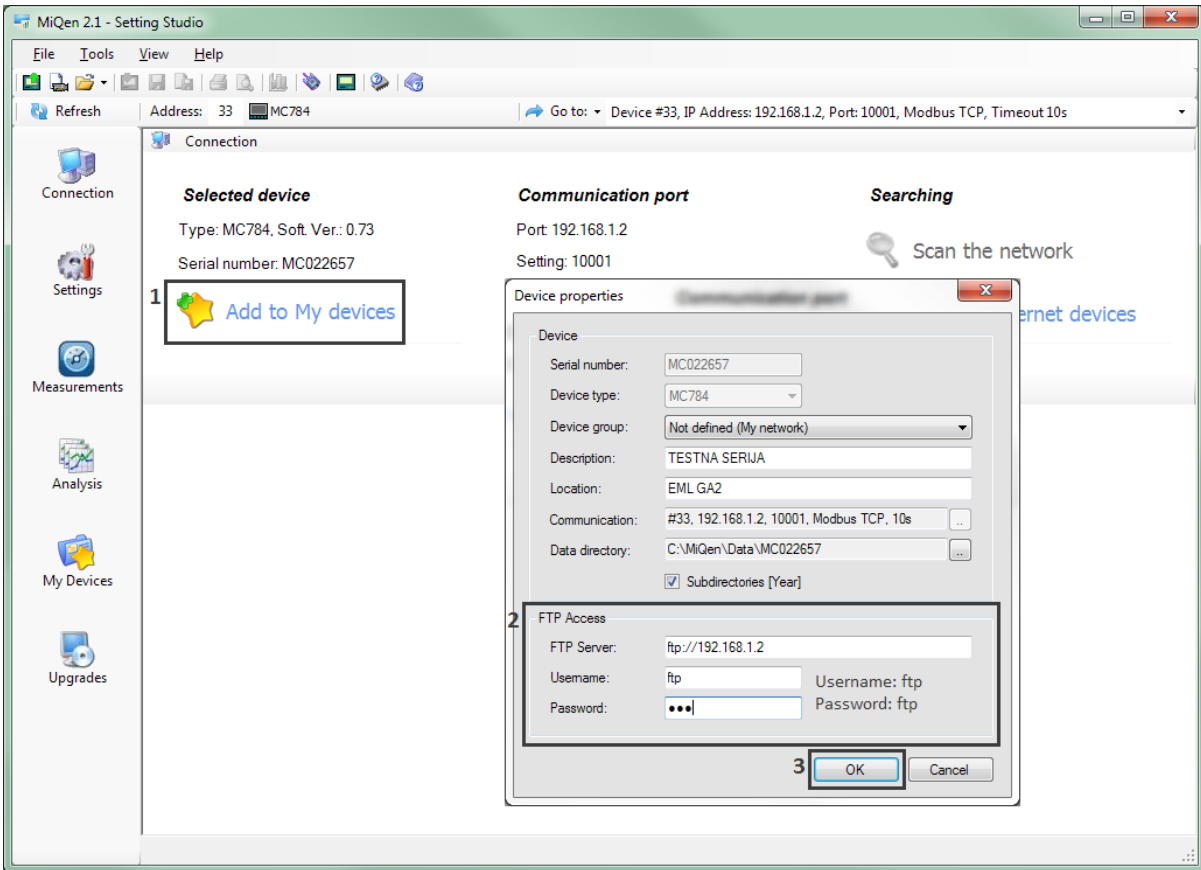 MiQen 2.1 - Setting Studio
File Tools View Help
Refresh Address: 33 MC784 Go to: Device #33, IP Address: 192.168.1.2, Port: 10001, Modbus TCP, Timeout 10s
Connection
Connection
Settings
Measurements
Analysis
My Devices
Upgrades
Selected device
Type: MC784, Soft. Ver.: 0.73
Serial number: MC022657
1
Add to My devices
Communication port
Port: 192.168.1.2
Setting: 10001
Searching
Scan the network
ernet devices
Device properties
Communication port
Device
Serial number: MC022657
Device type: MC784
Device group: Not defined (My network)
Description: TESTNA SERIJA
Location: EML GA2
Communication: #33, 192.168.1.2, 10001, Modbus TCP, 10s ..
Data directory: C:\MiQen\Data\MC022657 ..
Subdirectories [Year]
2
FTP Access
FTP Server: ftp://192.168.1.2
Username: ftp
Password: •••
Username: ftp
Password: ftp
3
OK Cancel